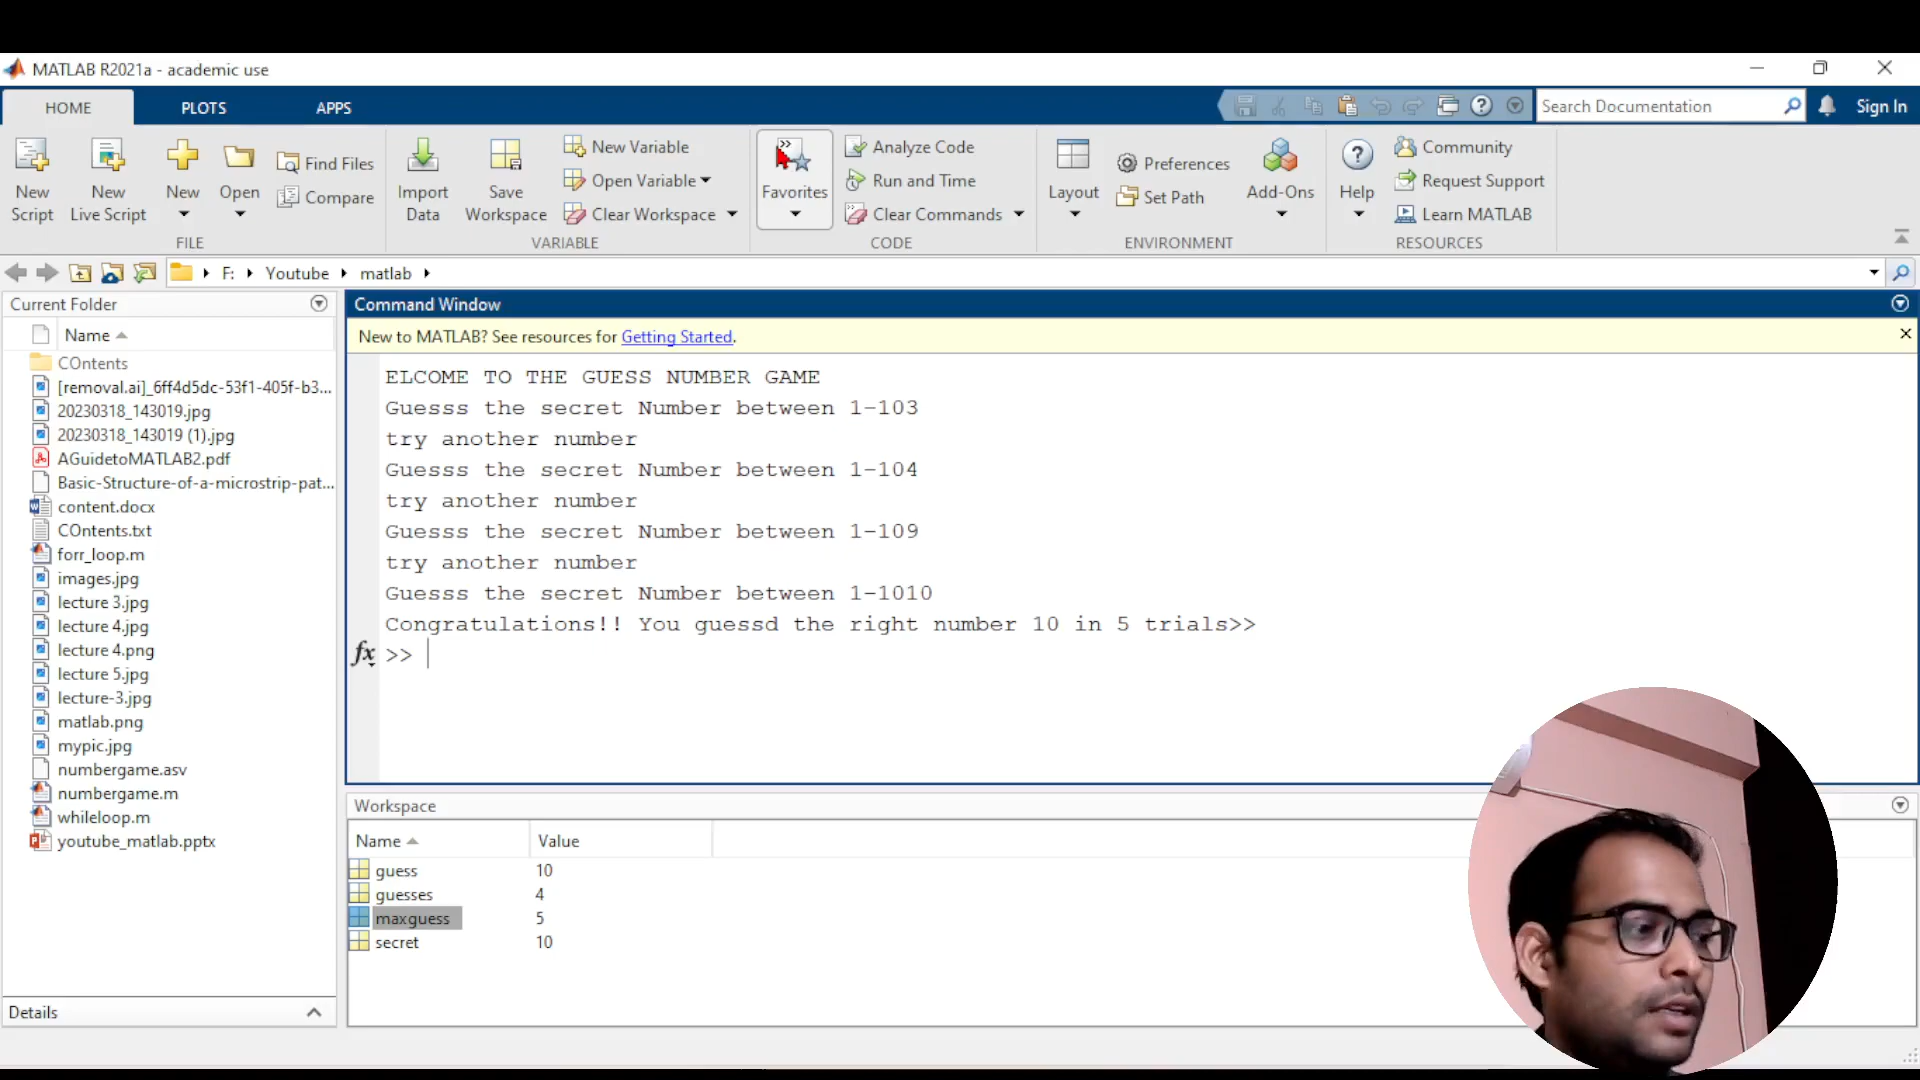 MATLAB R2021a - academic use
HOME
PLOTS
APPS
Search Documentation
Sign In
New Script
New Live Script
New
Open
Find Files
Compare
FILE
Import Data
Save Workspace
New Variable
Open Variable
Clear Workspace
VARIABLE
Favorites
Analyze Code
Run and Time
Clear Commands
CODE
Layout
Preferences
Set Path
Add-Ons
ENVIRONMENT
Help
Community
Request Support
Learn MATLAB
RESOURCES
F:
Youtube
matlab
Current Folder
Name
COntents
[removal.ai]_6ff4d5dc-53f1-405f-b3...
20230318_143019.jpg
20230318_143019 (1).jpg
AGuidetoMATLAB2.pdf
Basic-Structure-of-a-microstrip-pat...
content.docx
COntents.txt
forr_loop.m
images.jpg
lecture 3.jpg
lecture 4.jpg
lecture 4.png
lecture 5.jpg
lecture-3.jpg
matlab.png
mypic.jpg
numbergame.asv
numbergame.m
whileloop.m
youtube_matlab.pptx
Details
Command Window
New to MATLAB? See resources for Getting Started.
ELCOME TO THE GUESS NUMBER GAME
Guesss the secret Number between 1-103
try another number
Guesss the secret Number between 1-104
try another number
Guesss the secret Number between 1-109
try another number
Guesss the secret Number between 1-1010
Congratulations!! You guessd the right number 10 in 5 trials>>
fx >>
Workspace
Name Value
guess 10
guesses 4
maxguess 5
secret 10